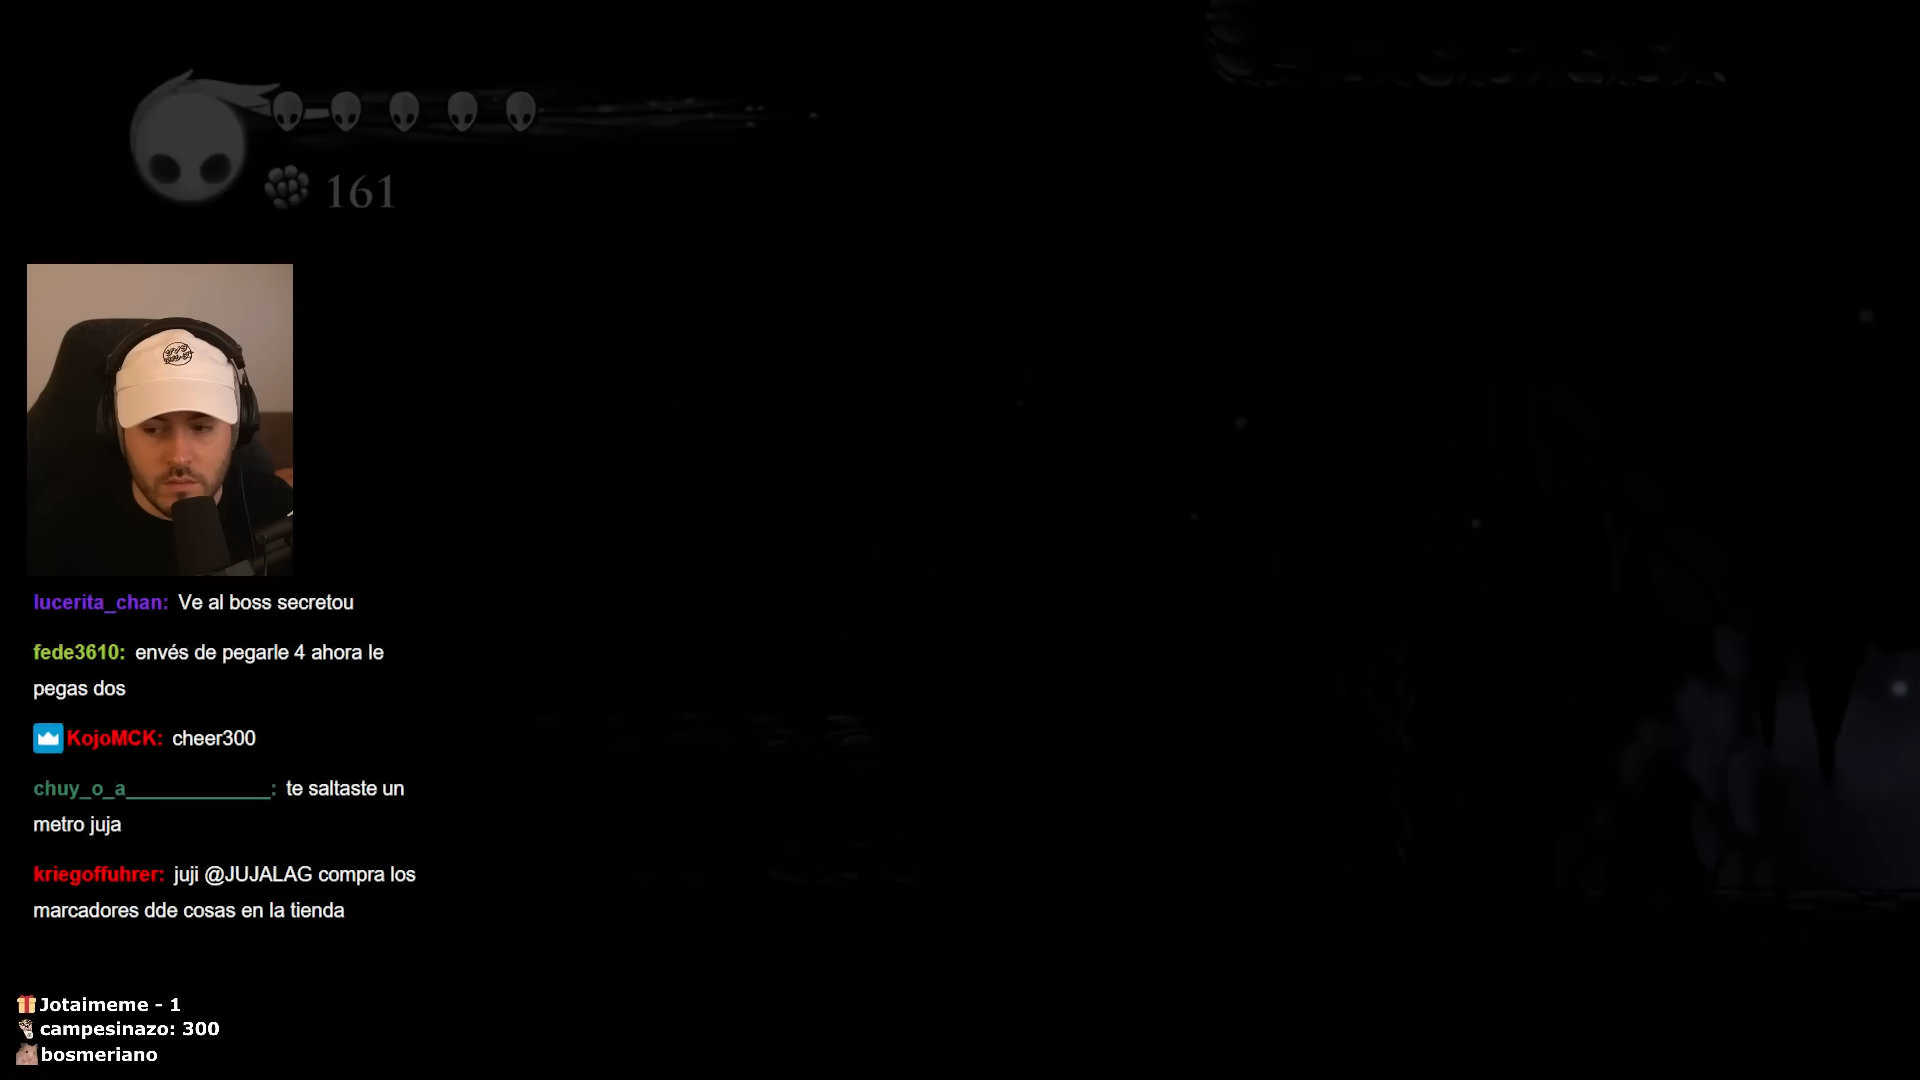 161
lucerita_chan: Ve al boss secretou
fede3610: envés de pegarle 4 ahora le
pegas dos
KojoMCK: cheer300
chuy_o_a_____________: te saltaste un
metro juja
kriegoffuhrer: juji @JUJALAG compra los
marcadores dde cosas en la tienda
Jotaimeme - 1
campesinazo: 300
bosmeriano